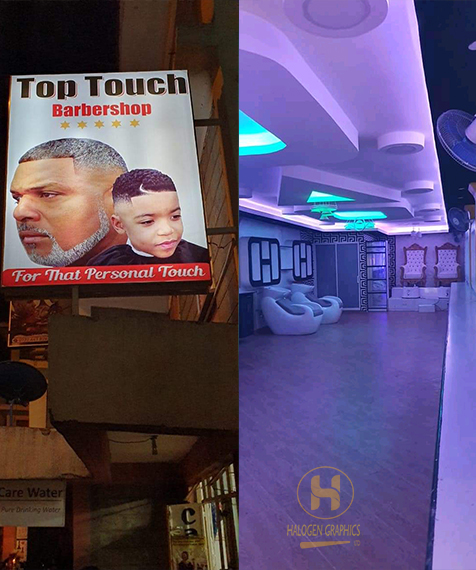 Top Touch
Barbershop
For That Personal Touch
Care Water
Pure Drinking Water
H
HALOGEN GRAPHICS